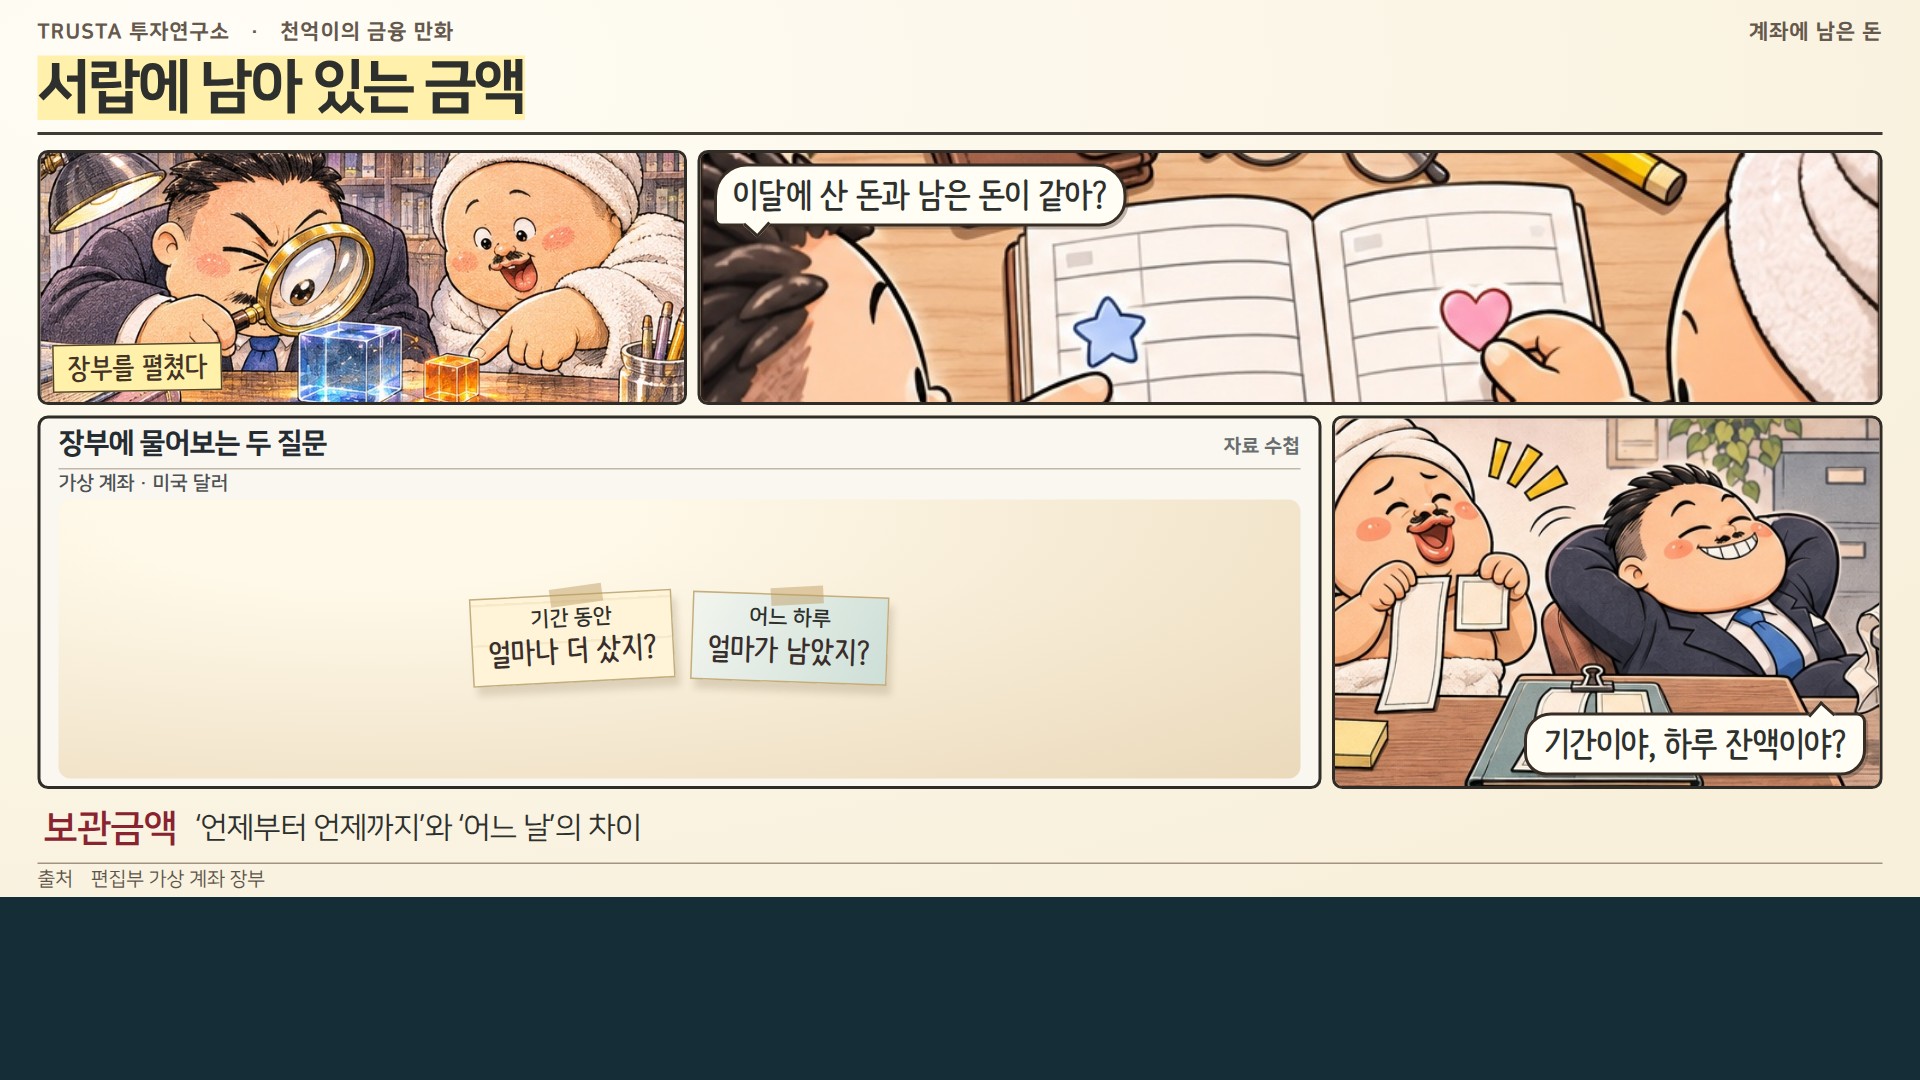 TRUSTA 투자연구소 · 천억이의 금융 만화
계좌에 남은 돈
서랍에 남아 있는 금액
장부를 펼쳤다
이달에 산 돈과 남은 돈이 같아?
장부에 물어보는 두 질문
자료 수첩
가상 계좌 · 미국 달러
기간 동안
얼마나 더 샀지?
어느 하루
얼마가 남았지?
기간이야, 하루 잔액이야?
보관금액 ‘언제부터 언제까지’와 ‘어느 날’의 차이
출처 편집부 가상 계좌 장부